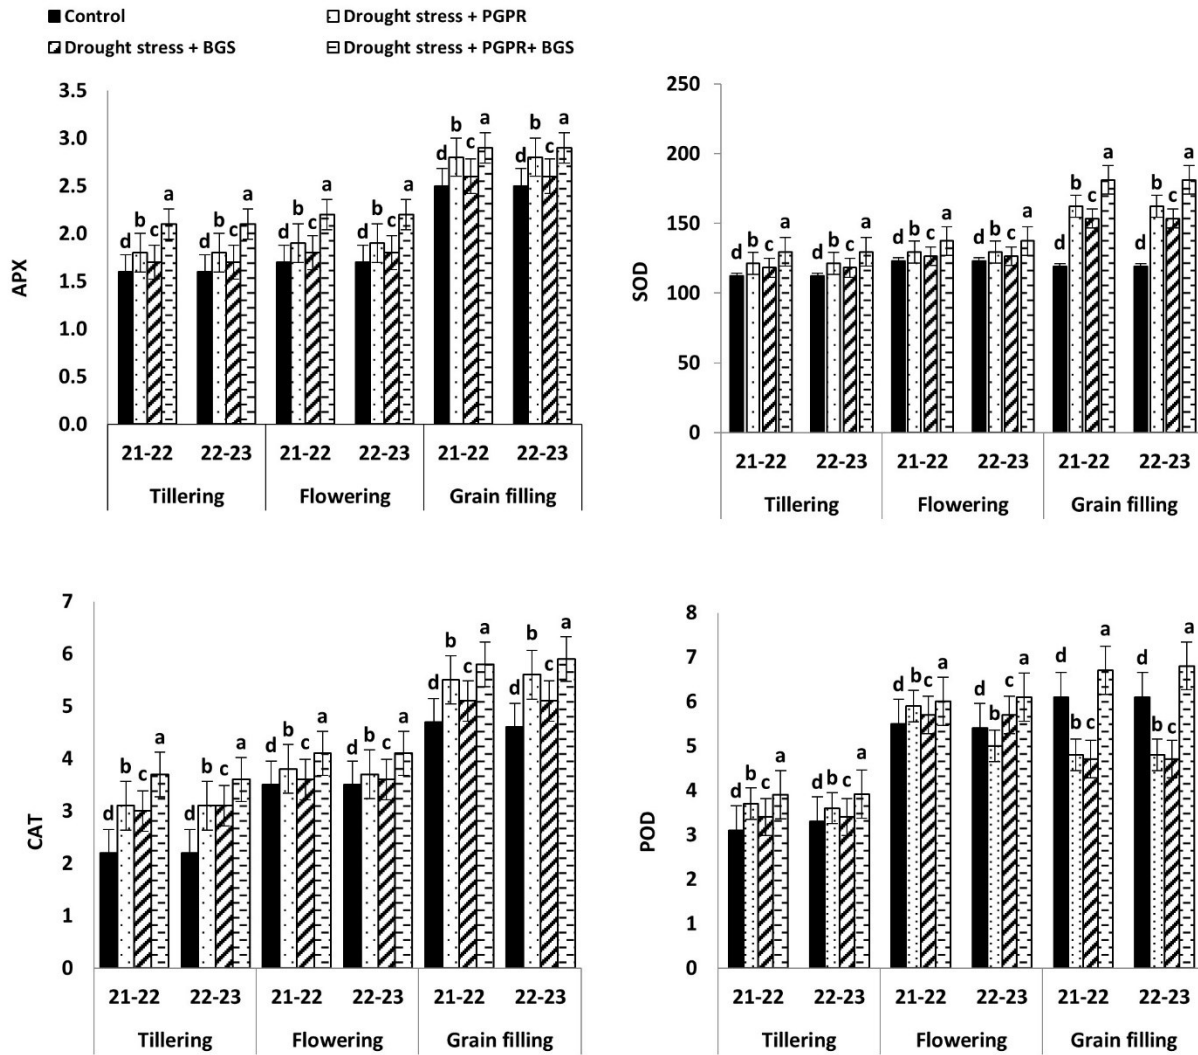 Control Drought stress + PGPR
Drought stress + BGS Drought stress + PGPR+ BGS
APX
3.5
3.0
2.5
2.0
1.5
1.0
0.5
0.0
d b c a d b c a d b c a d b c a d b c a d b c a
21-22 22-23 21-22 22-23 21-22 22-23
Tillering Flowering Grain filling
SOD
250
200
150
100
50
0
d b c a d b c a d b c a d b c a d b c a d b c a
21-22 22-23 21-22 22-23 21-22 22-23
Tillering Flowering Grain filling
CAT
7
6
5
4
3
2
1
0
d b c a d b c a d b c a d b c a d b c a d b c a
21-22 22-23 21-22 22-23 21-22 22-23
Tillering Flowering Grain filling
POD
8
7
6
5
4
3
2
1
0
d b c a d b c a d b c a d b c a d b c a d b c a
21-22 22-23 21-22 22-23 21-22 22-23
Tillering Flowering Grain filling